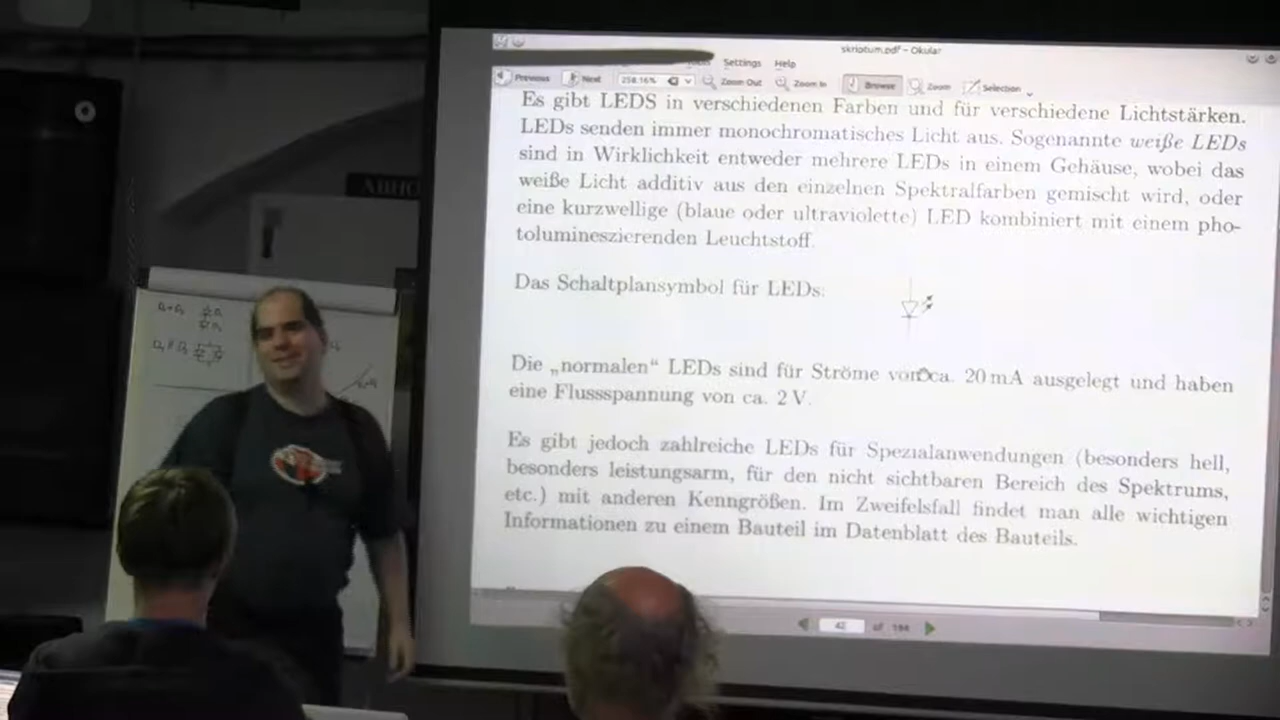 skriptum.pdf - Okular
Settings Help
Previous Next 258.16% Zoom Out Zoom In Browse Zoom Selection
Es gibt LEDS in verschiedenen Farben und für verschiedene Lichtstärken.
LEDs senden immer monochromatisches Licht aus. Sogenannte weiße LEDs
sind in Wirklichkeit entweder mehrere LEDs in einem Gehäuse, wobei das
weiße Licht additiv aus den einzelnen Spektralfarben gemischt wird, oder
eine kurzwellige (blaue oder ultraviolette) LED kombiniert mit einem pho-
tolumineszierenden Leuchtstoff.
Das Schaltplansymbol für LEDs:
Die „normalen“ LEDs sind für Ströme von ca. 20 mA ausgelegt und haben
eine Flussspannung von ca. 2 V.
Es gibt jedoch zahlreiche LEDs für Spezialanwendungen (besonders hell,
besonders leistungsarm, für den nicht sichtbaren Bereich des Spektrums,
etc.) mit anderen Kenngrößen. Im Zweifelsfall findet man alle wichtigen
Informationen zu einem Bauteil im Datenblatt des Bauteils.
42 of 194